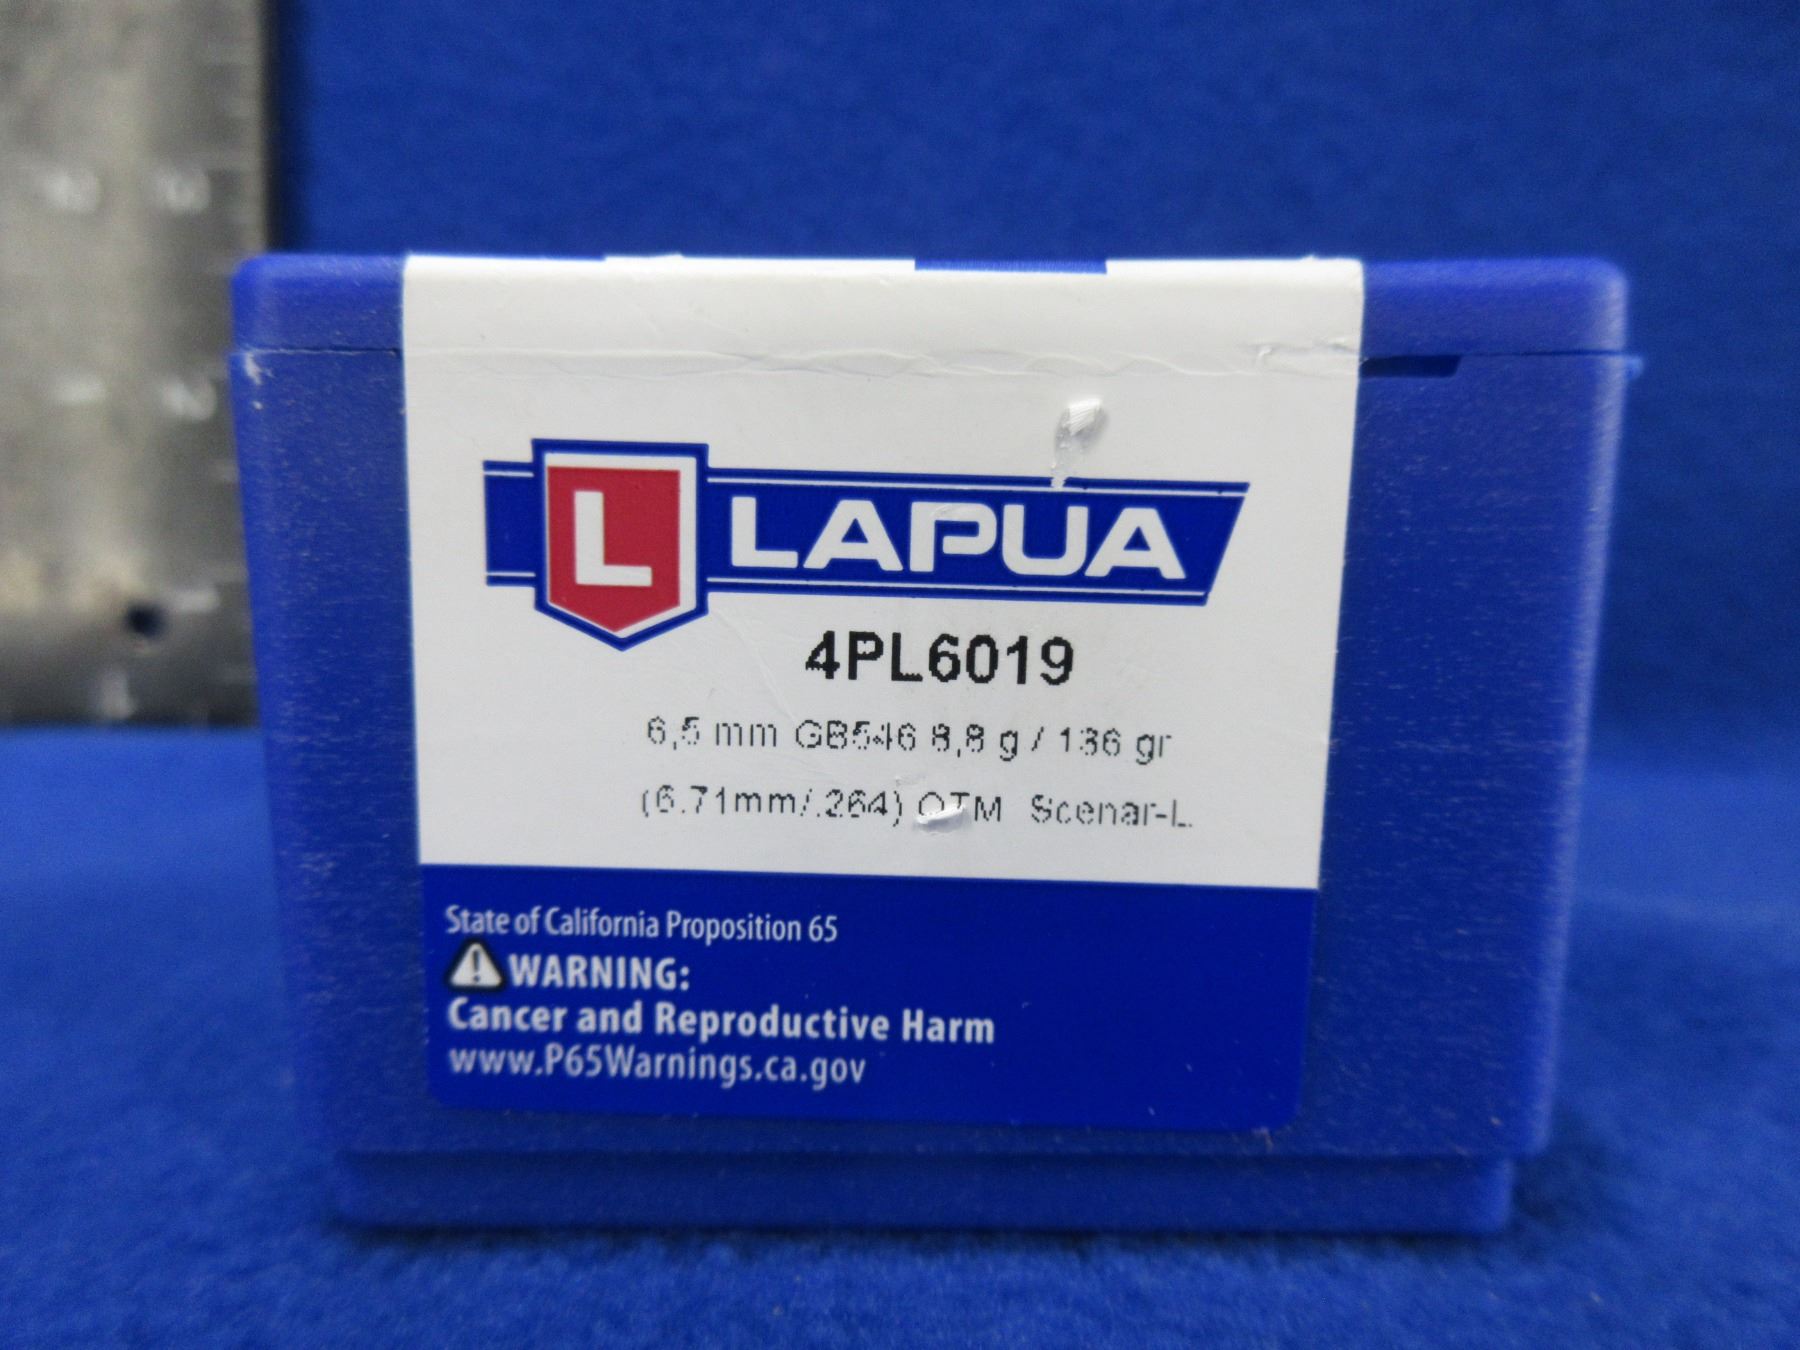 L LAPUA
4PL6019
6,5 mm GB546 8,8 g / 136 gr
(6.71mm/.264) OTM Scenar-L
State of California Proposition 65
WARNING:
Cancer and Reproductive Harm
www.P65Warnings.ca.gov